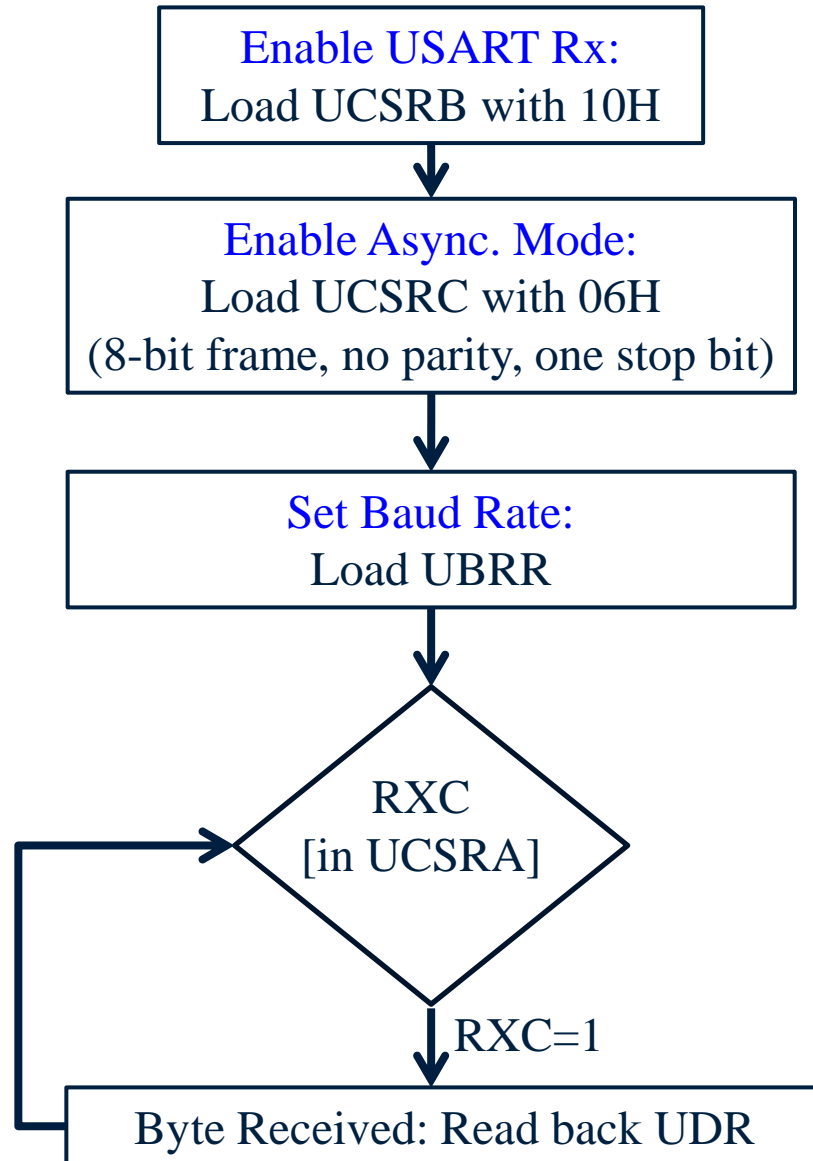 Enable USART Rx:
Load UCSRB with 10H
Enable Async. Mode:
Load UCSRC with 06H
(8-bit frame, no parity, one stop bit)
Set Baud Rate:
Load UBRR
RXC
[in UCSRA]
RXC=1
Byte Received: Read back UDR